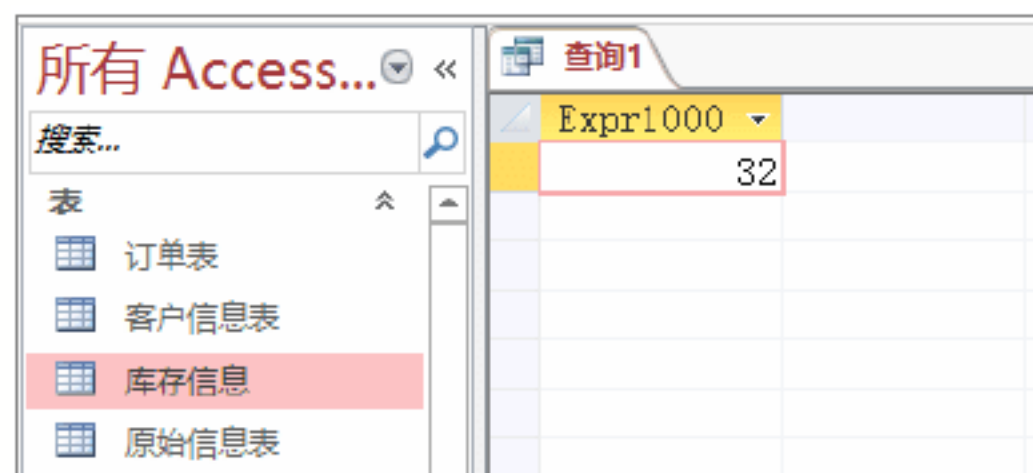 所有 Access...
搜索...
表
订单表
客户信息表
库存信息
原始信息表
查询1
Expr1000
32